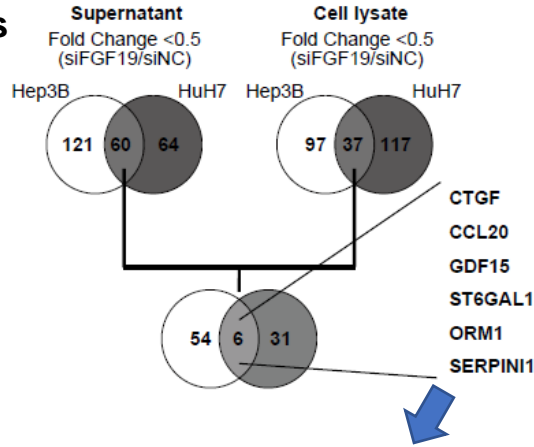 s
Supernatant
Fold Change <0.5
(siFGF19/siNC)
Hep3B
HuH7
121
60
64
Cell lysate
Fold Change <0.5
(siFGF19/siNC)
Hep3B
HuH7
97
37
117
54
6
31
CTGF
CCL20
GDF15
ST6GAL1
ORM1
SERPINI1